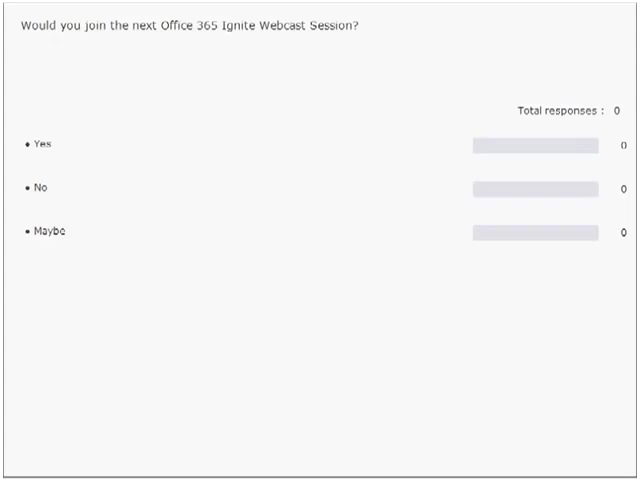 Would you join the next Office 365 Ignite Webcast Session?
Total responses : 0
• Yes 0
• No 0
• Maybe 0